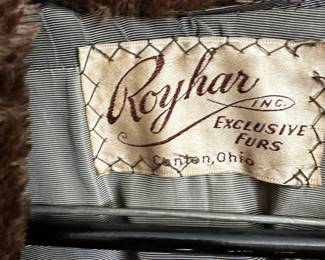 Royhar
INC.
EXCLUSIVE
FURS
Canton, Ohio